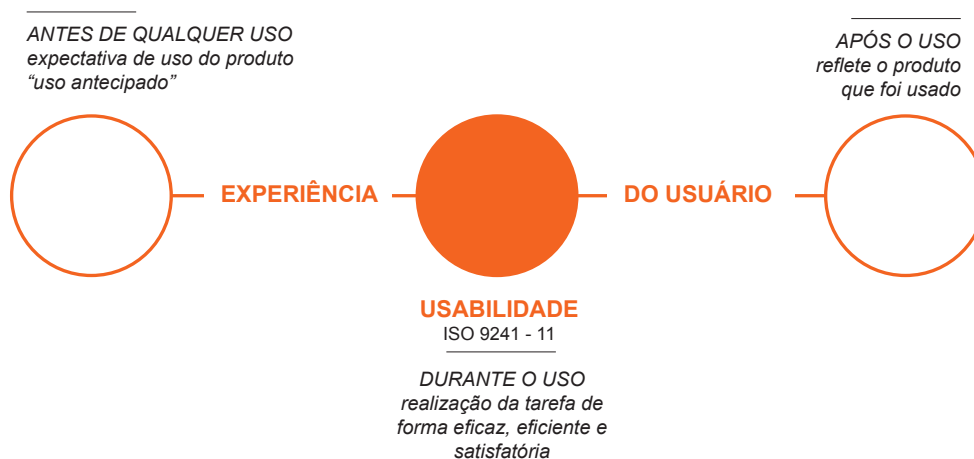 ANTES DE QUALQUER USO
expectativa de uso do produto
“uso antecipado”
APÓS O USO
reflete o produto
que foi usado
EXPERIÊNCIA
DO USUÁRIO
USABILIDADE
ISO 9241 - 11
DURANTE O USO
realização da tarefa de
forma eficaz, eficiente e
satisfatória